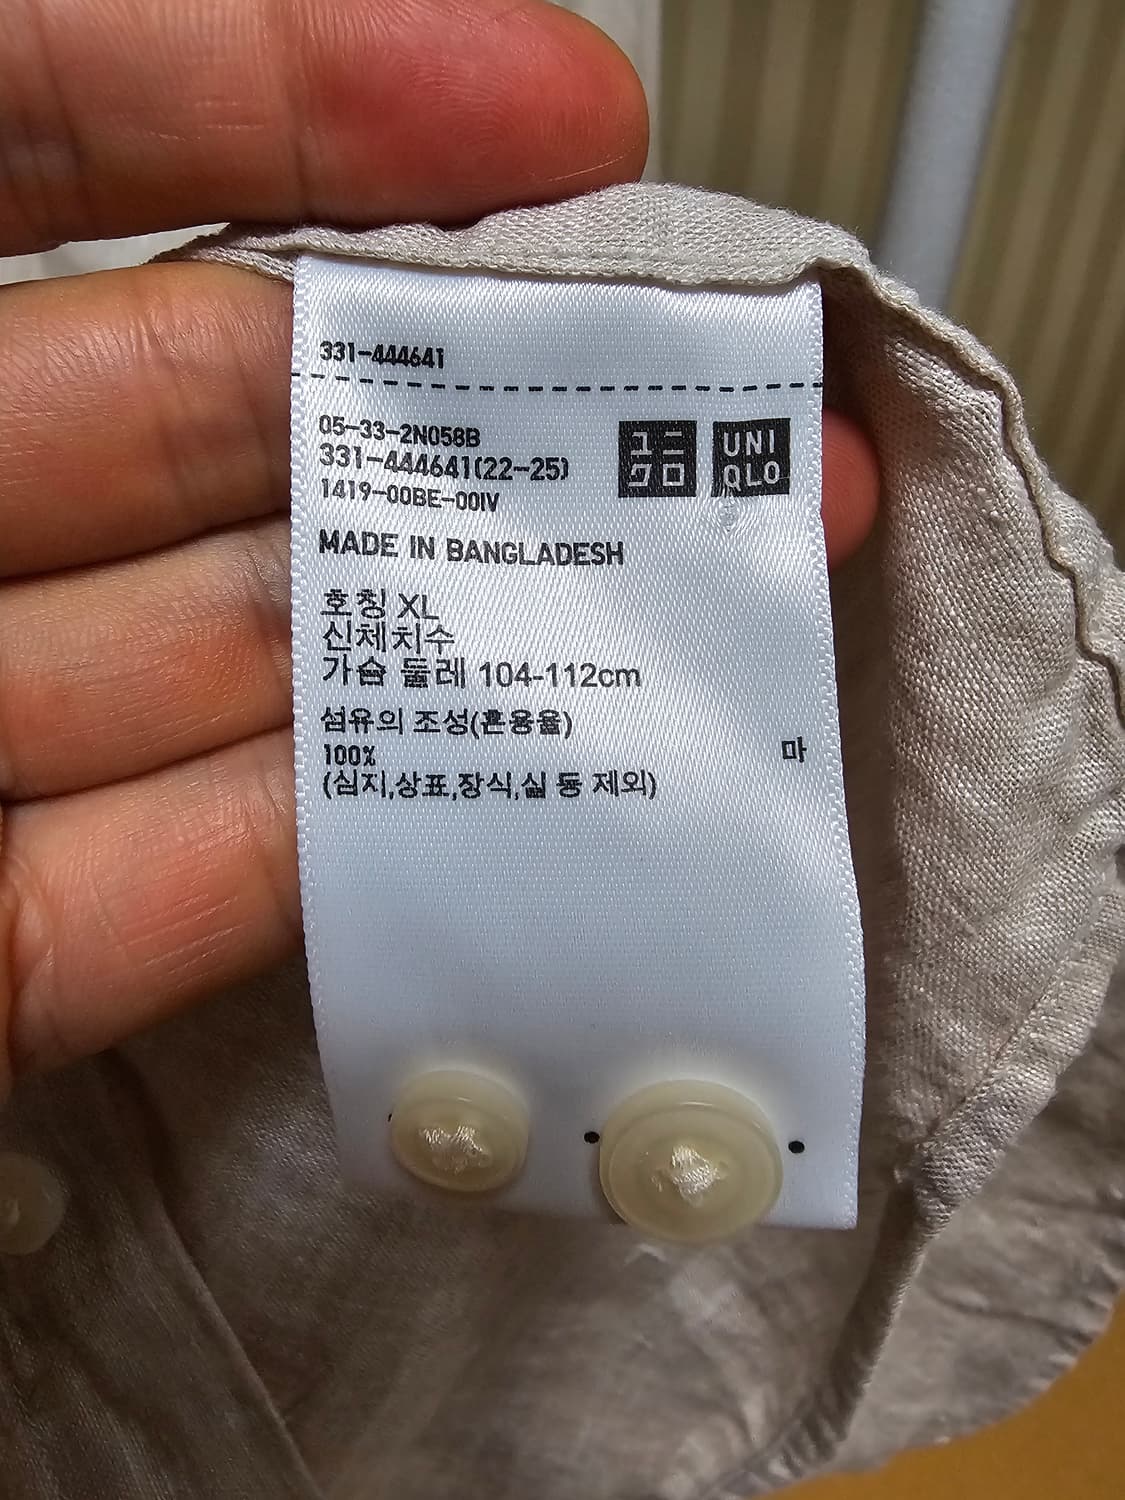 331-444641
05-33-2N058B
331-444641(22-25)
1419-00BE-00IV
ユニ
クロ
UNI
QLO
MADE IN BANGLADESH
호칭 XL
신체치수
가슴 둘레 104-112cm
섬유의 조성(혼용율)
100% 마
(심지,상표,장식,실 등 제외)